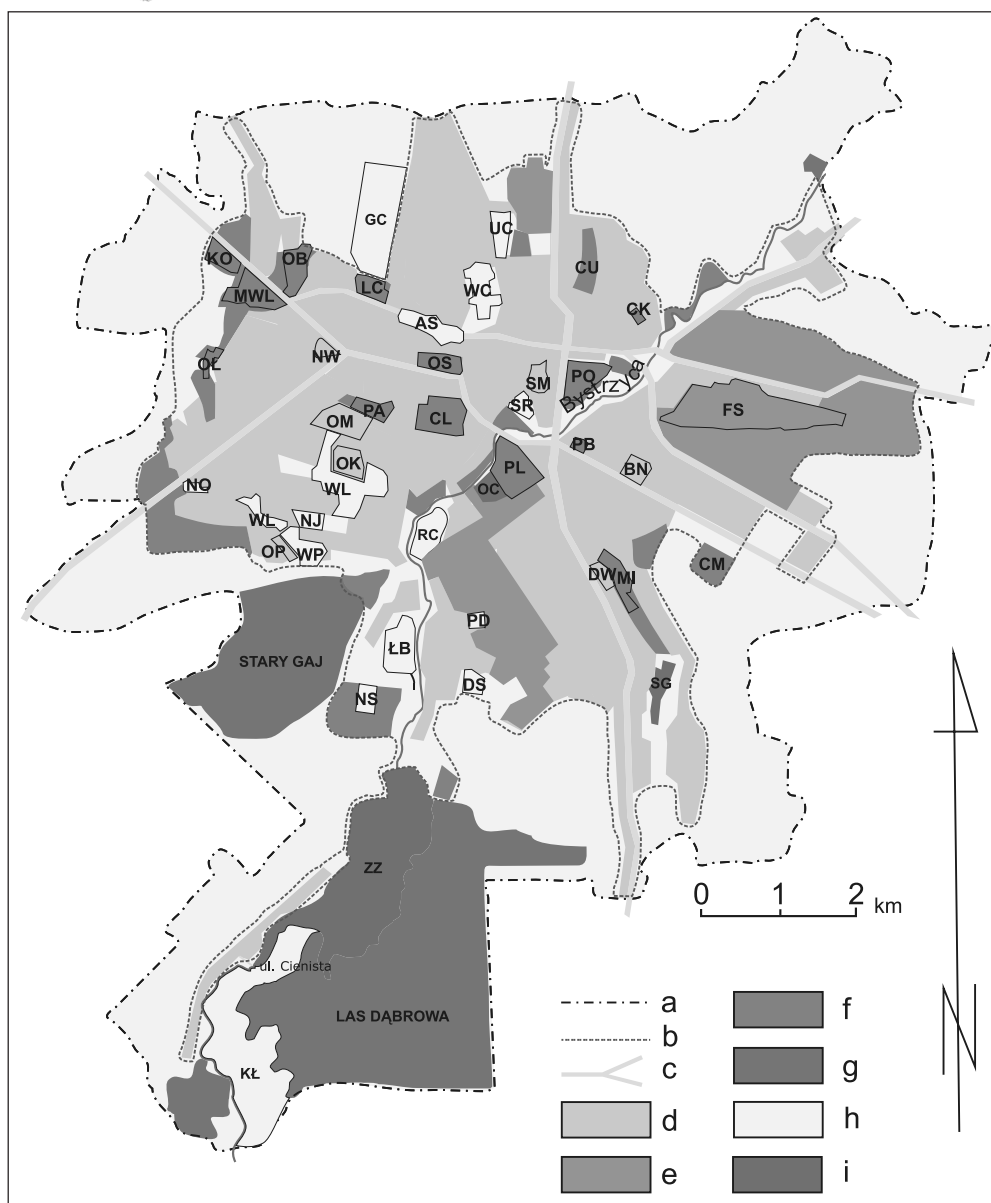 GC
UC
KO
OB
CU
MWL
LC
WC
CK
AS
OŁ
NW
OS
SM
PO
Bystrzyca
FS
PA
SR
OM
CL
PB
OK
PL
BN
NO
WL
OC
WL
NJ
RC
OP
WP
DW
MI
CM
PD
STARY GAJ
ŁB
NS
DS
SG
ZZ
0 1 2 km
ul. Cienista
LAS DĄBROWA
KŁ
a
b
c
d
e
f
g
h
i
N